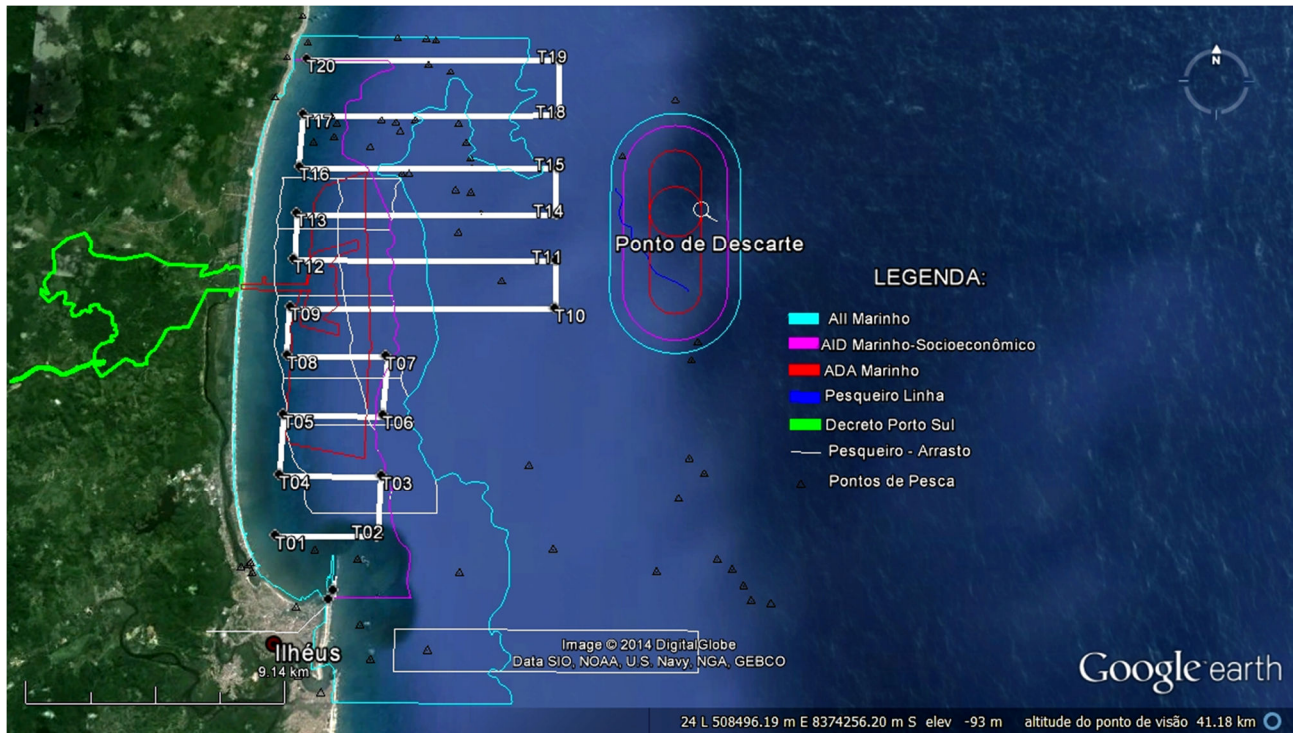 T20
T19
N
T17
T18
T16
T15
T13
T14
Ponto de Descarte
T12
T11
LEGENDA:
T09
T10
AII Marinho
AID Marinho-Socioeconômico
T08
T07
ADA Marinho
Pesqueiro Linha
T05
T06
Decreto Porto Sul
Pesqueiro - Arrasto
T04
T03
Pontos de Pesca
T01
T02
Ilhéus
9.14 km
Image © 2014 DigitalGlobe
Data SIO, NOAA, U.S. Navy, NGA, GEBCO
Google earth
24 L 508496.19 m E 8374256.20 m S elev -93 m altitude do ponto de visão 41.18 km